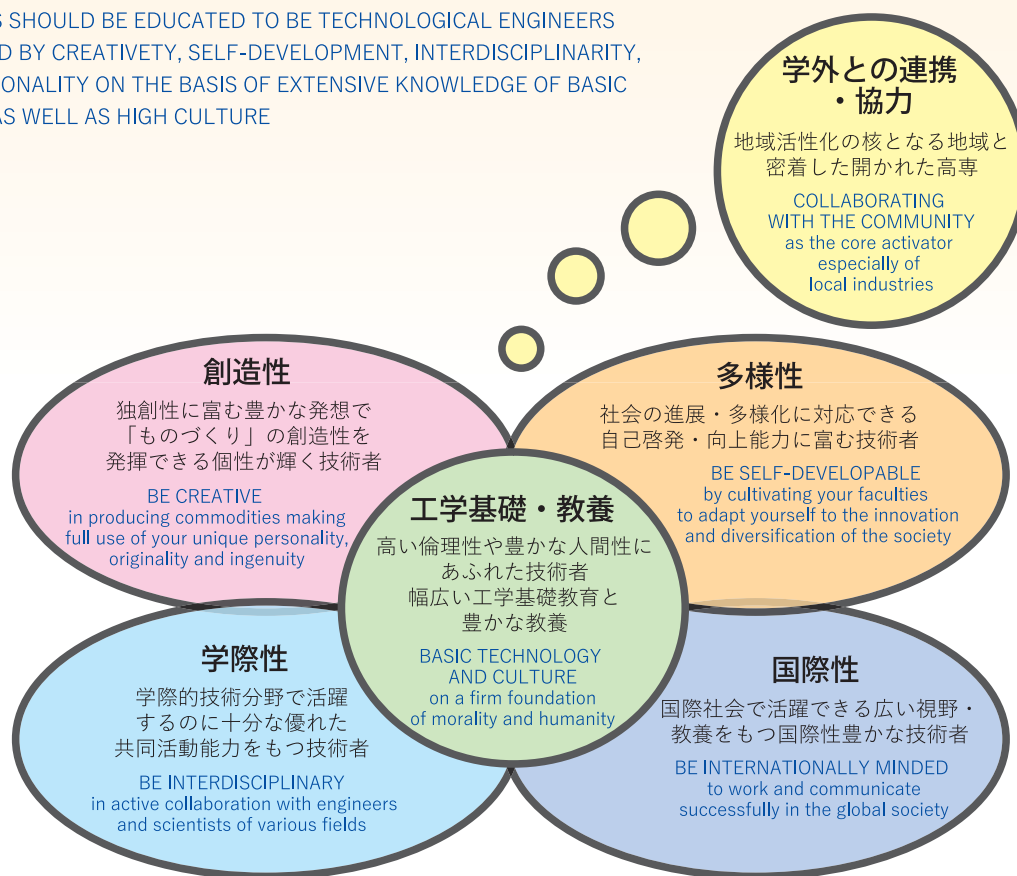 S SHOULD BE EDUCATED TO BE TECHNOLOGICAL ENGINEERS
D BY CREATIVETY, SELF-DEVELOPMENT, INTERDISCIPLINARITY,
ONALITY ON THE BASIS OF EXTENSIVE KNOWLEDGE OF BASIC
AS WELL AS HIGH CULTURE
学外との連携
・協力
地域活性化の核となる地域と
密着した開かれた高専
COLLABORATING
WITH THE COMMUNITY
as the core activator
especially of
local industries
創造性
独創性に富む豊かな発想で
「ものづくり」の創造性を
発揮できる個性が輝く技術者
BE CREATIVE
in producing commodities making
full use of your unique personality,
originality and ingenuity
多様性
社会の進展・多様化に対応できる
自己啓発・向上能力に富む技術者
BE SELF-DEVELOPABLE
by cultivating your faculties
to adapt yourself to the innovation
and diversification of the society
工学基礎・教養
高い倫理性や豊かな人間性に
あふれた技術者
幅広い工学基礎教育と
豊かな教養
BASIC TECHNOLOGY
AND CULTURE
on a firm foundation
of morality and humanity
学際性
学際的技術分野で活躍
するのに十分な優れた
共同活動能力をもつ技術者
BE INTERDISCIPLINARY
in active collaboration with engineers
and scientists of various fields
国際性
国際社会で活躍できる広い視野・
教養をもつ国際性豊かな技術者
BE INTERNATIONALLY MINDED
to work and communicate
successfully in the global society